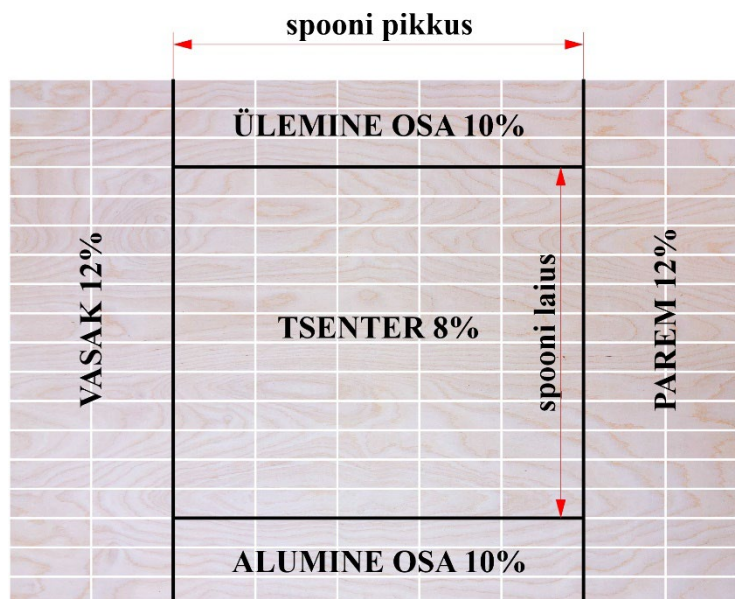 spooni pikkus
ÜLEMINE OSA 10%
VASAK 12%
TSENTER 8%
spooni laius
PAREM 12%
ALUMINE OSA 10%